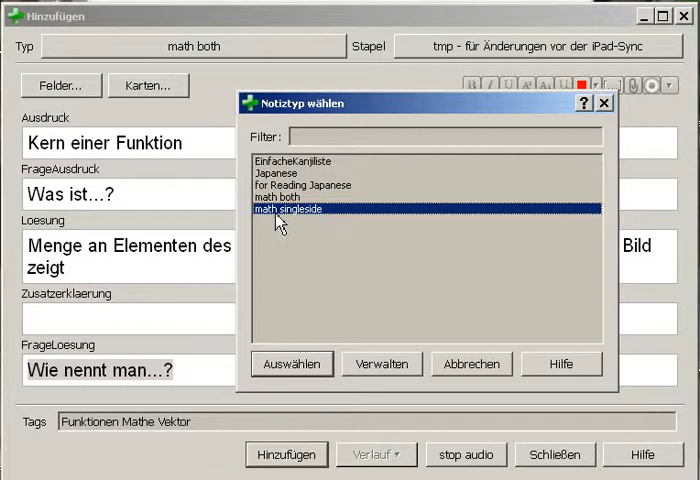 Hinzufügen
Typ math both Stapel tmp - für Änderungen vor der iPad-Sync
Felder... Karten...
Ausdruck
Kern einer Funktion
FrageAusdruck
Was ist...?
Loesung
Menge an Elementen des
Bild
zeigt
Zusatzerklaerung
FrageLoesung
Wie nennt man...?
Notiztyp wählen
Filter:
EinfacheKanjiliste
Japanese
for Reading Japanese
math both
math singleside
Auswählen Verwalten Abbrechen Hilfe
Tags Funktionen Mathe Vektor
Hinzufügen Verlauf stop audio Schließen Hilfe